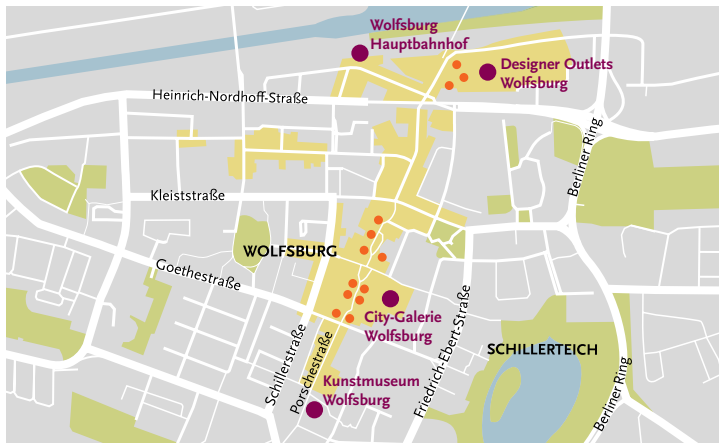 Wolfsburg
Hauptbahnhof
Designer Outlets
Wolfsburg
Heinrich-Nordhoff-Straße
Berliner Ring
Kleiststraße
WOLFSBURG
Goethestraße
City-Galerie
Wolfsburg
Schillerstraße
Porschestraße
Friedrich-Ebert-Straße
SCHILLERTEICH
Kunstmuseum
Wolfsburg
Berliner Ring